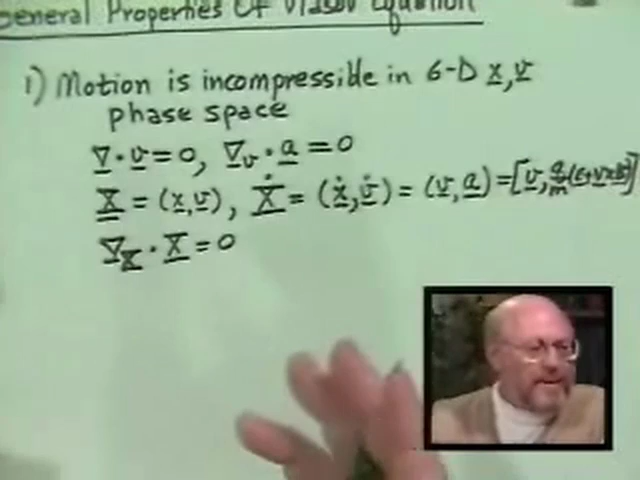 General Properties Of Vlasov Equation
1) Motion is incompressible in 6-D x, v
phase space
∇·v=0, ∇v·a=0
X=(x,v), Ẋ=(ẋ,v̇)=(v,a)=[v,q/m(E+v×B)]
∇X·X=0